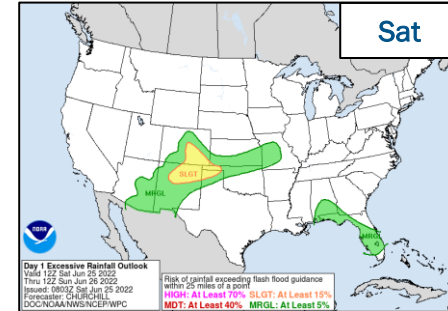 Sat
SLGT
MRGL
MRGL
NOAA
Day 1 Excessive Rainfall Outlook
Valid 12Z Sat Jun 25 2022
Thru 12Z Sun Jun 26 2022
Issued: 0803Z Sat Jun 25 2022
Forecaster: CHURCHILL
DOC/NOAA/NWS/NCEP/WPC
Risk of rainfall exceeding flash flood guidance
within 25 miles of a point
HIGH: At Least 70% SLGT: At Least 15%
MDT: At Least 40% MRGL: At Least 5%